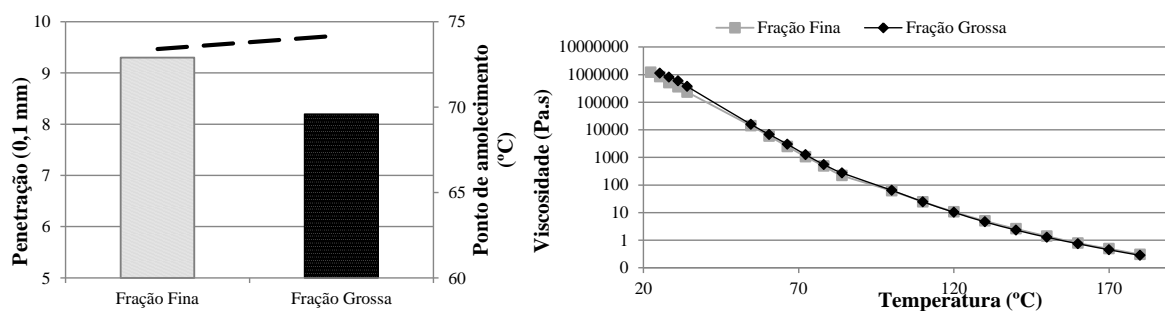 Penetração (0,1 mm)
10
9
8
7
6
5
Fração Fina
Fração Grossa
75
70
65
60
Ponto de amolecimento
(ºC)
Fração Fina
Fração Grossa
Viscosidade (Pa.s)
10000000
1000000
100000
10000
1000
100
10
1
0
20
70
120
170
Temperatura (ºC)